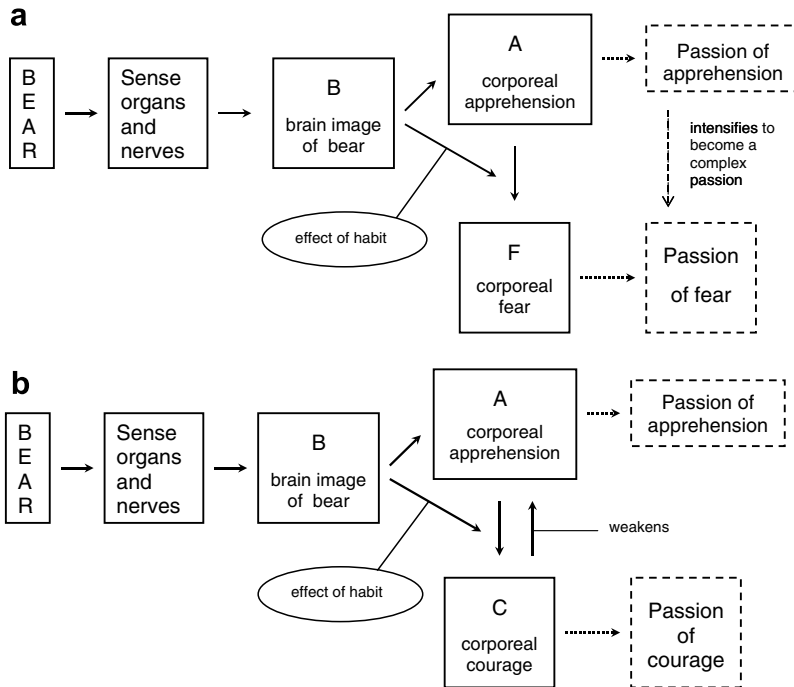 a
B
E
A
R
Sense
organs
and
nerves
B
brain image
of bear
effect of habit
A
corporeal
apprehension
Passion of
apprehension
intensifies to
become a
complex
passion
F
corporeal
fear
Passion
of fear
b
B
E
A
R
Sense
organs
and
nerves
B
brain image
of bear
effect of habit
A
corporeal
apprehension
Passion of
apprehension
weakens
C
corporeal
courage
Passion
of
courage